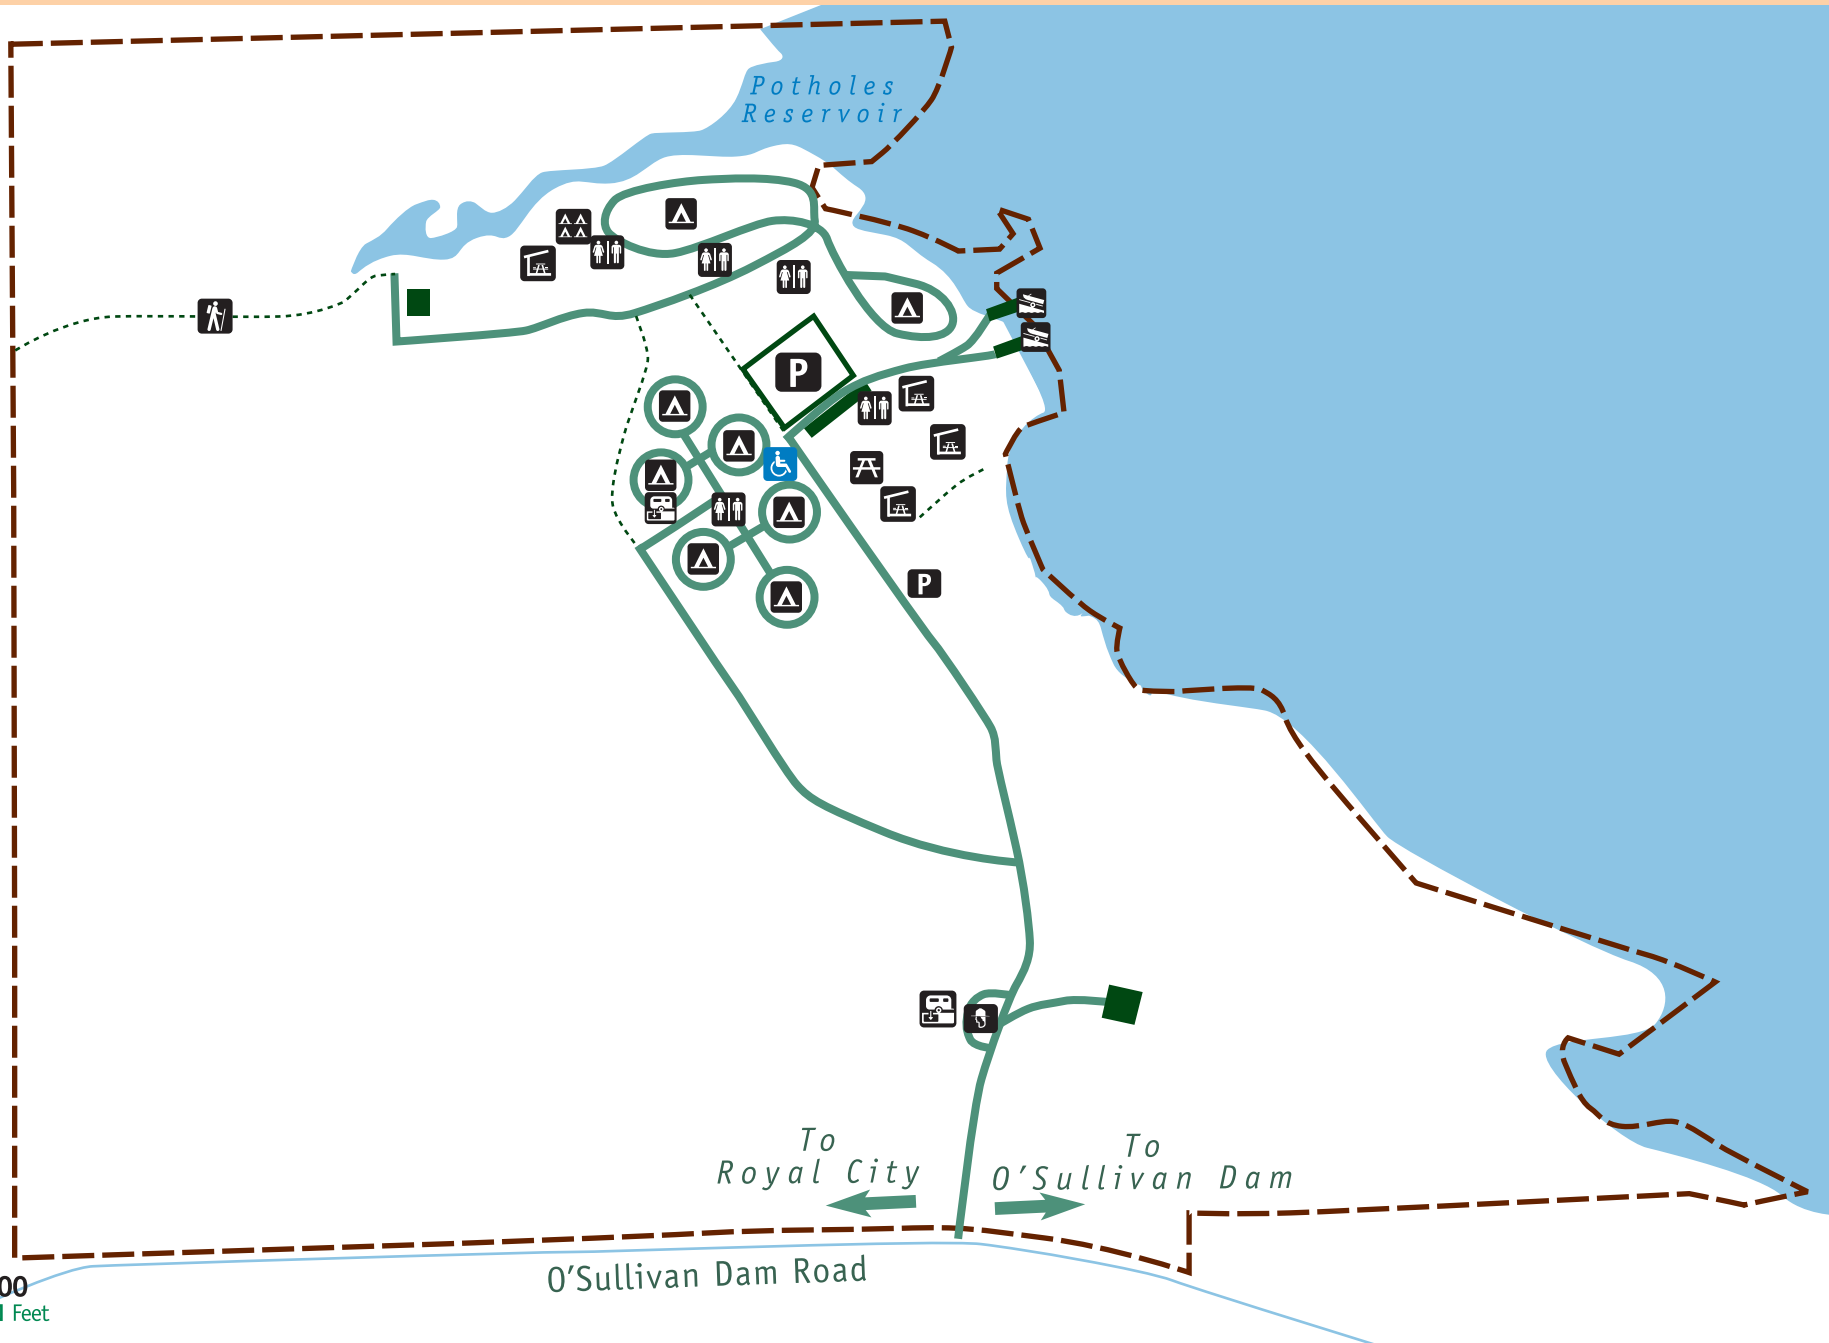 Potholes
Reservoir
P
P
To
Royal City
To
O'Sullivan Dam
O'Sullivan Dam Road
00
Feet